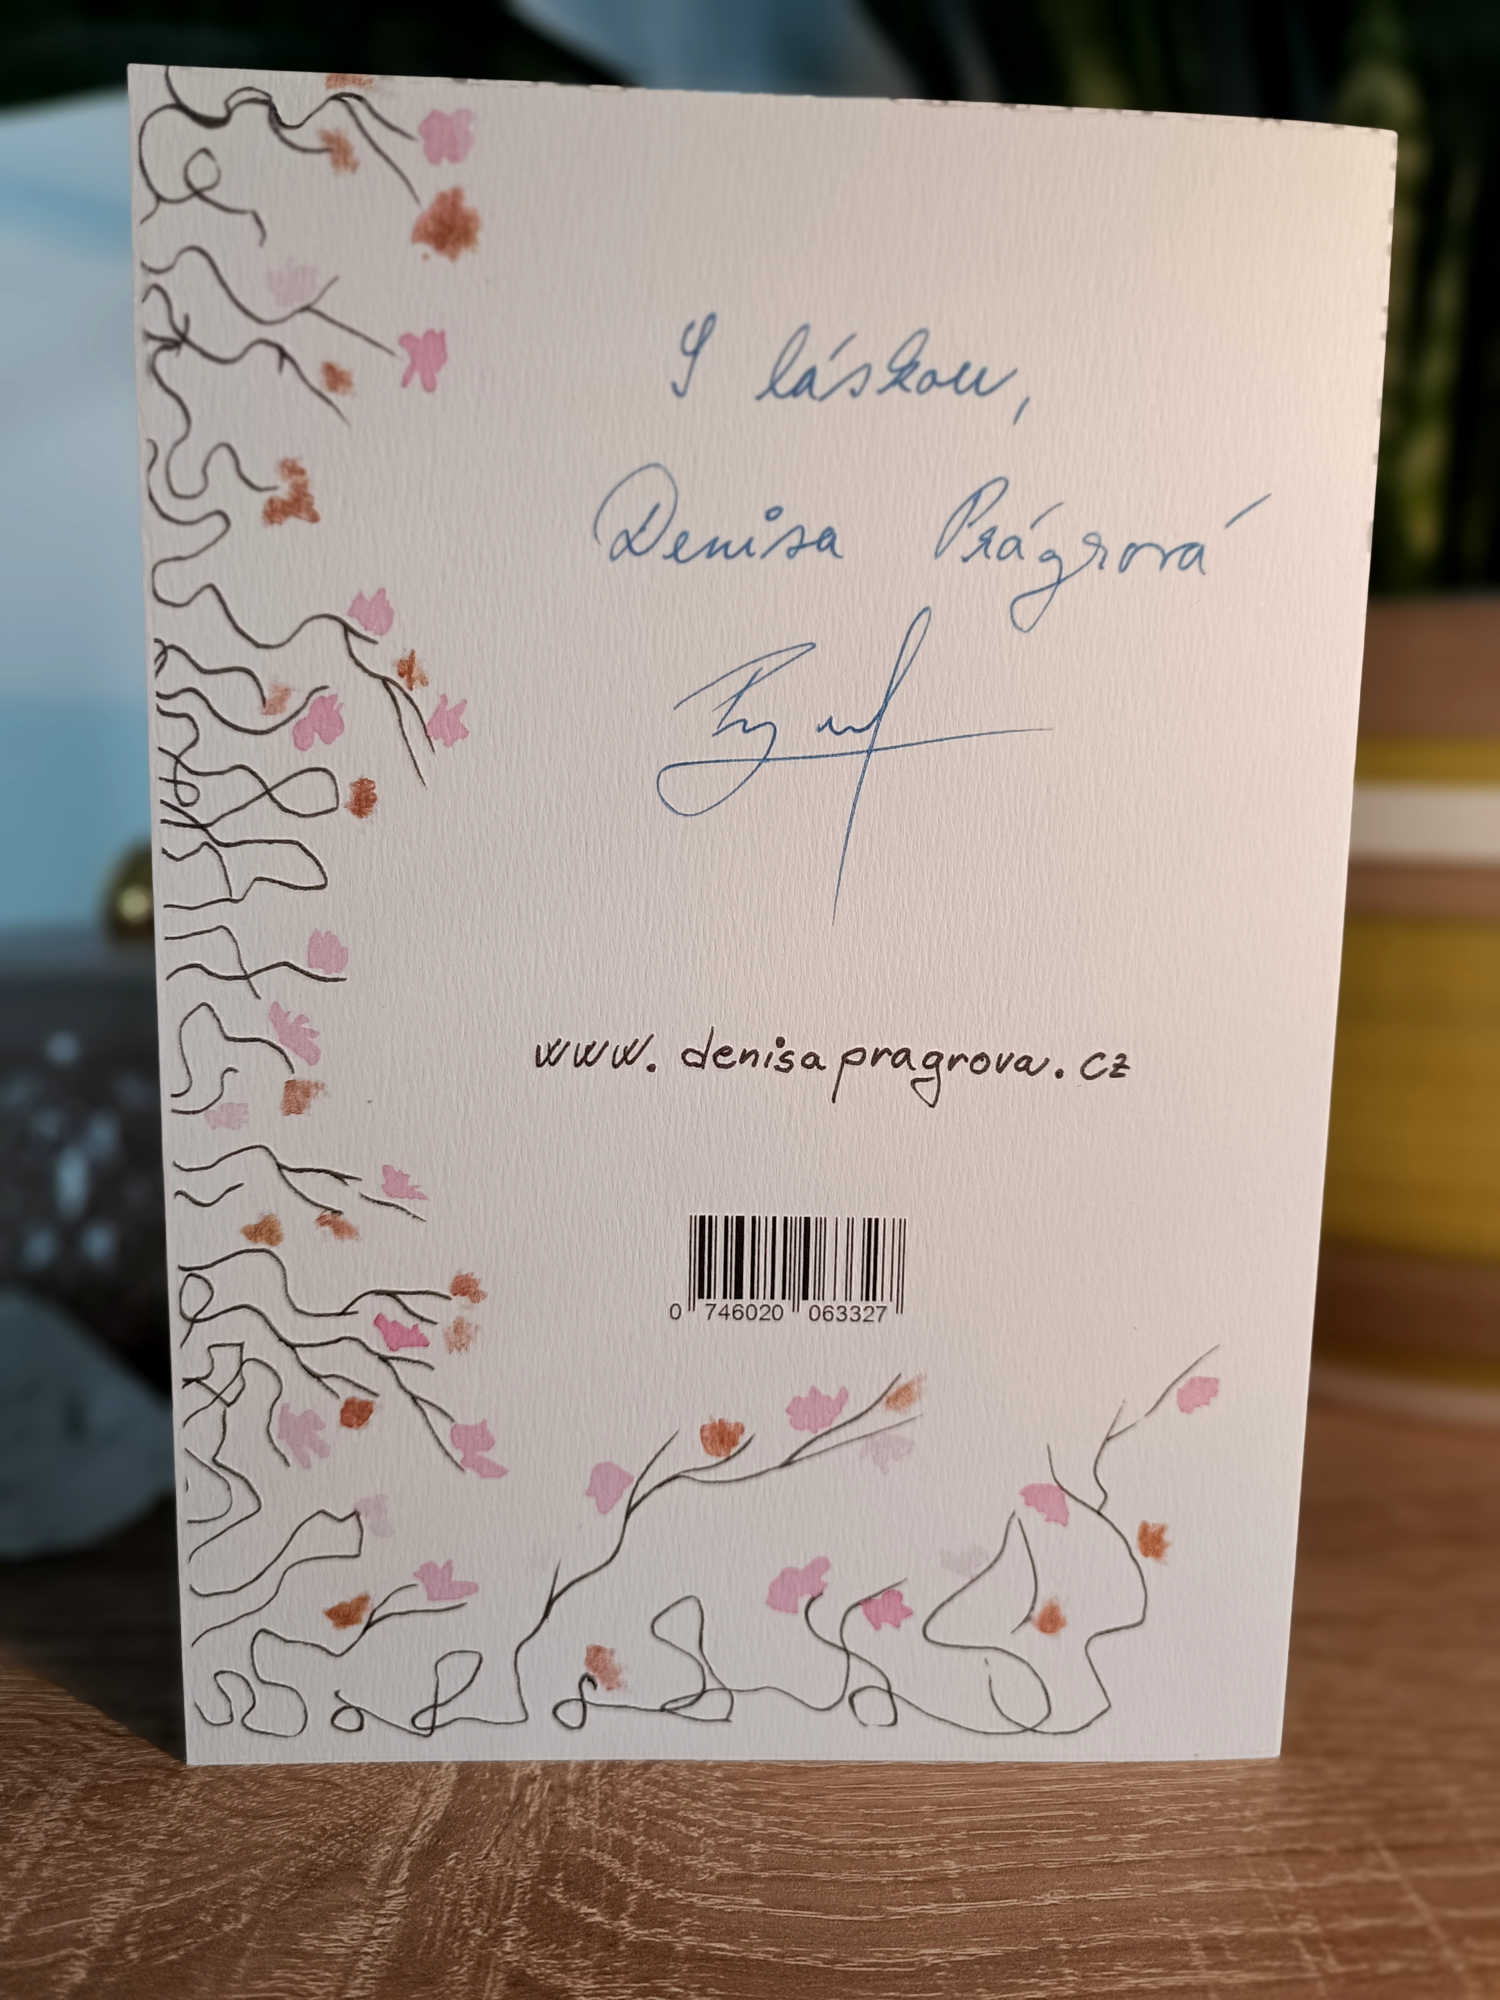 S láskou,
Denisa Prágrová
www.denisapragrova.cz
0 746020 063327